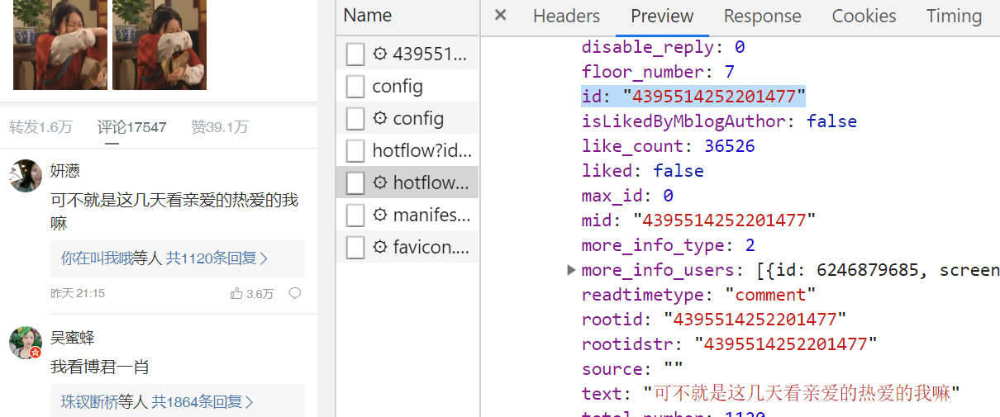 转发1.6万 评论17547 赞39.1万
妍懑
可不就是这几天看亲爱的热爱的我
嘛
你在叫我哦等人 共1120条回复
昨天 21:15 3.6万
吴蜜蜂
我看博君一肖
珠钗断桥等人 共1864条回复
Name
439551...
config
config
hotflow?id...
hotflow...
manifes...
favicon....
× Headers Preview Response Cookies Timing
disable_reply: 0
floor_number: 7
id: "4395514252201477"
isLikedByMblogAuthor: false
like_count: 36526
liked: false
max_id: 0
mid: "4395514252201477"
more_info_type: 2
more_info_users: [{id: 6246879685, screen
readtimetype: "comment"
rootid: "4395514252201477"
rootidstr: "4395514252201477"
source: ""
text: "可不就是这几天看亲爱的热爱的我嘛"
total_number: 1120